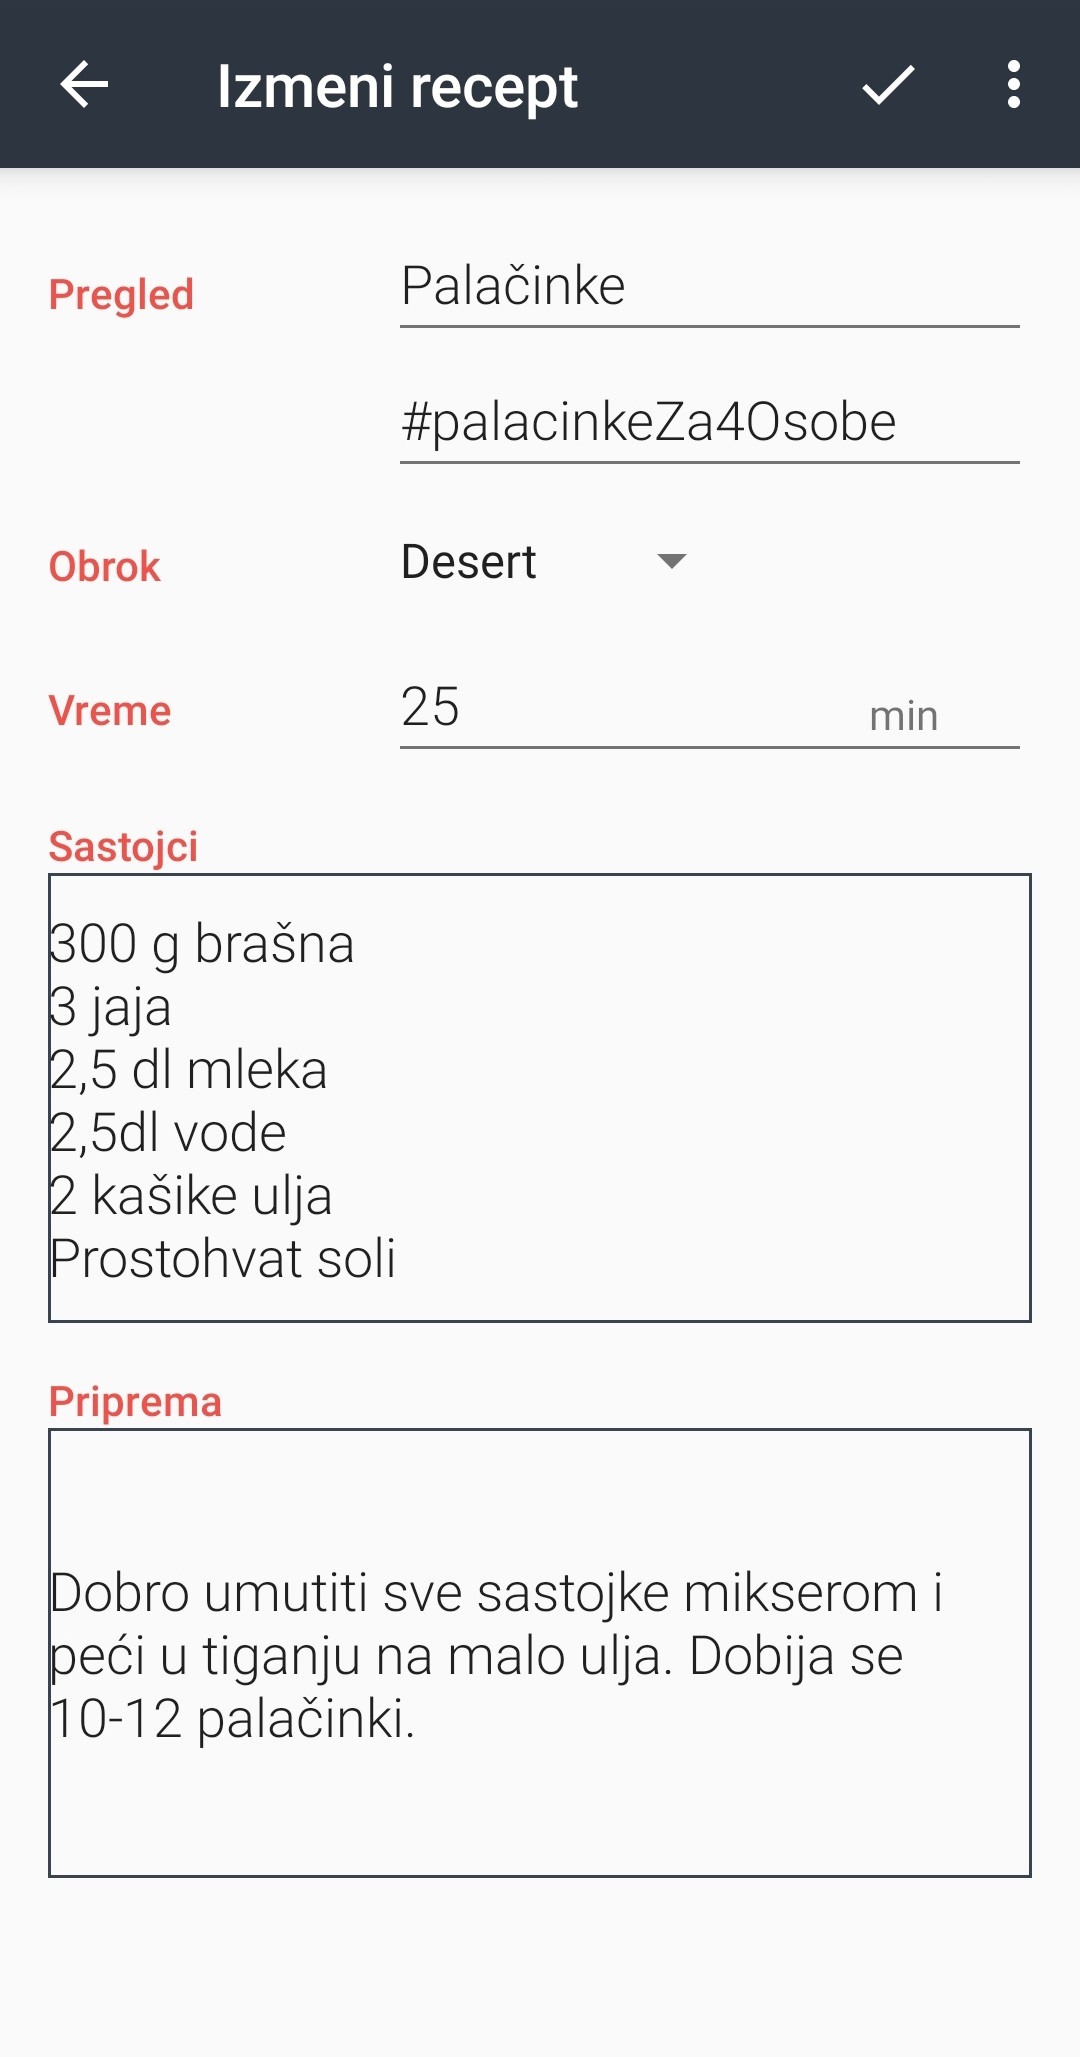 Izmeni recept
Pregled
Palačinke
#palacinkeZa4Osobe
Obrok
Desert
Vreme
25
min
Sastojci
300 g brašna
3 jaja
2,5 dl mleka
2,5dl vode
2 kašike ulja
Prostohvat soli
Priprema
Dobro umutiti sve sastojke mikserom i
peći u tiganju na malo ulja. Dobija se
10-12 palačinki.